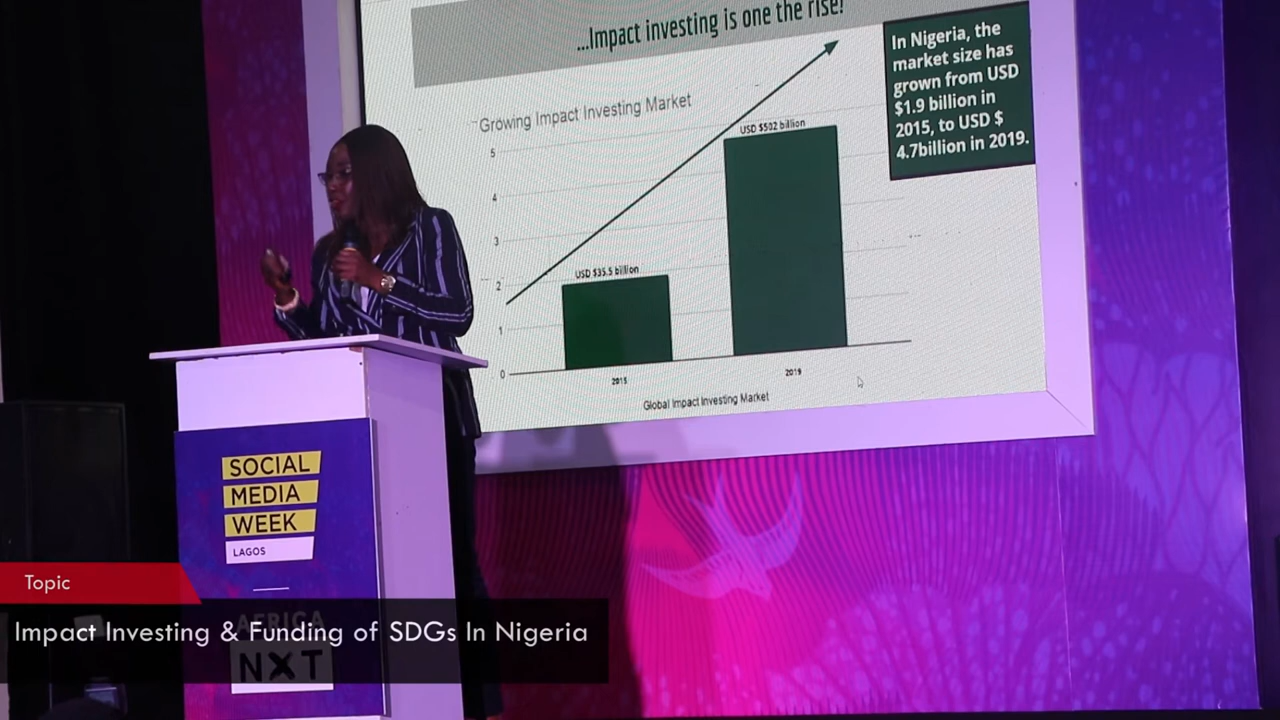 ...Impact investing is one the rise!
In Nigeria, the
market size has
grown from USD
$1.9 billion in
2015, to USD $
4.7billion in 2019.
Growing Impact Investing Market
5
4
3
2
1
0
USD $35.5 billion
USD $502 billion
2015
2019
Global Impact Investing Market
SOCIAL
MEDIA
WEEK
LAGOS
AFRICA
NXT
Topic
Impact Investing & Funding of SDGs In Nigeria